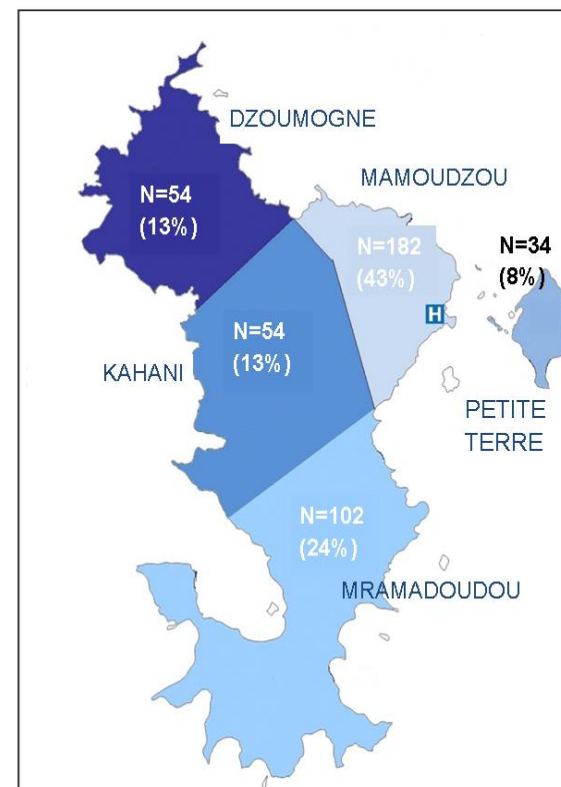 DZOUMOGNE
N=54
(13%)
MAMOUDZOU
N=182
(43%)
N=34
(8%)
H
N=54
(13%)
KAHANI
PETITE
TERRE
N=102
(24%)
MRAMADOUDOU